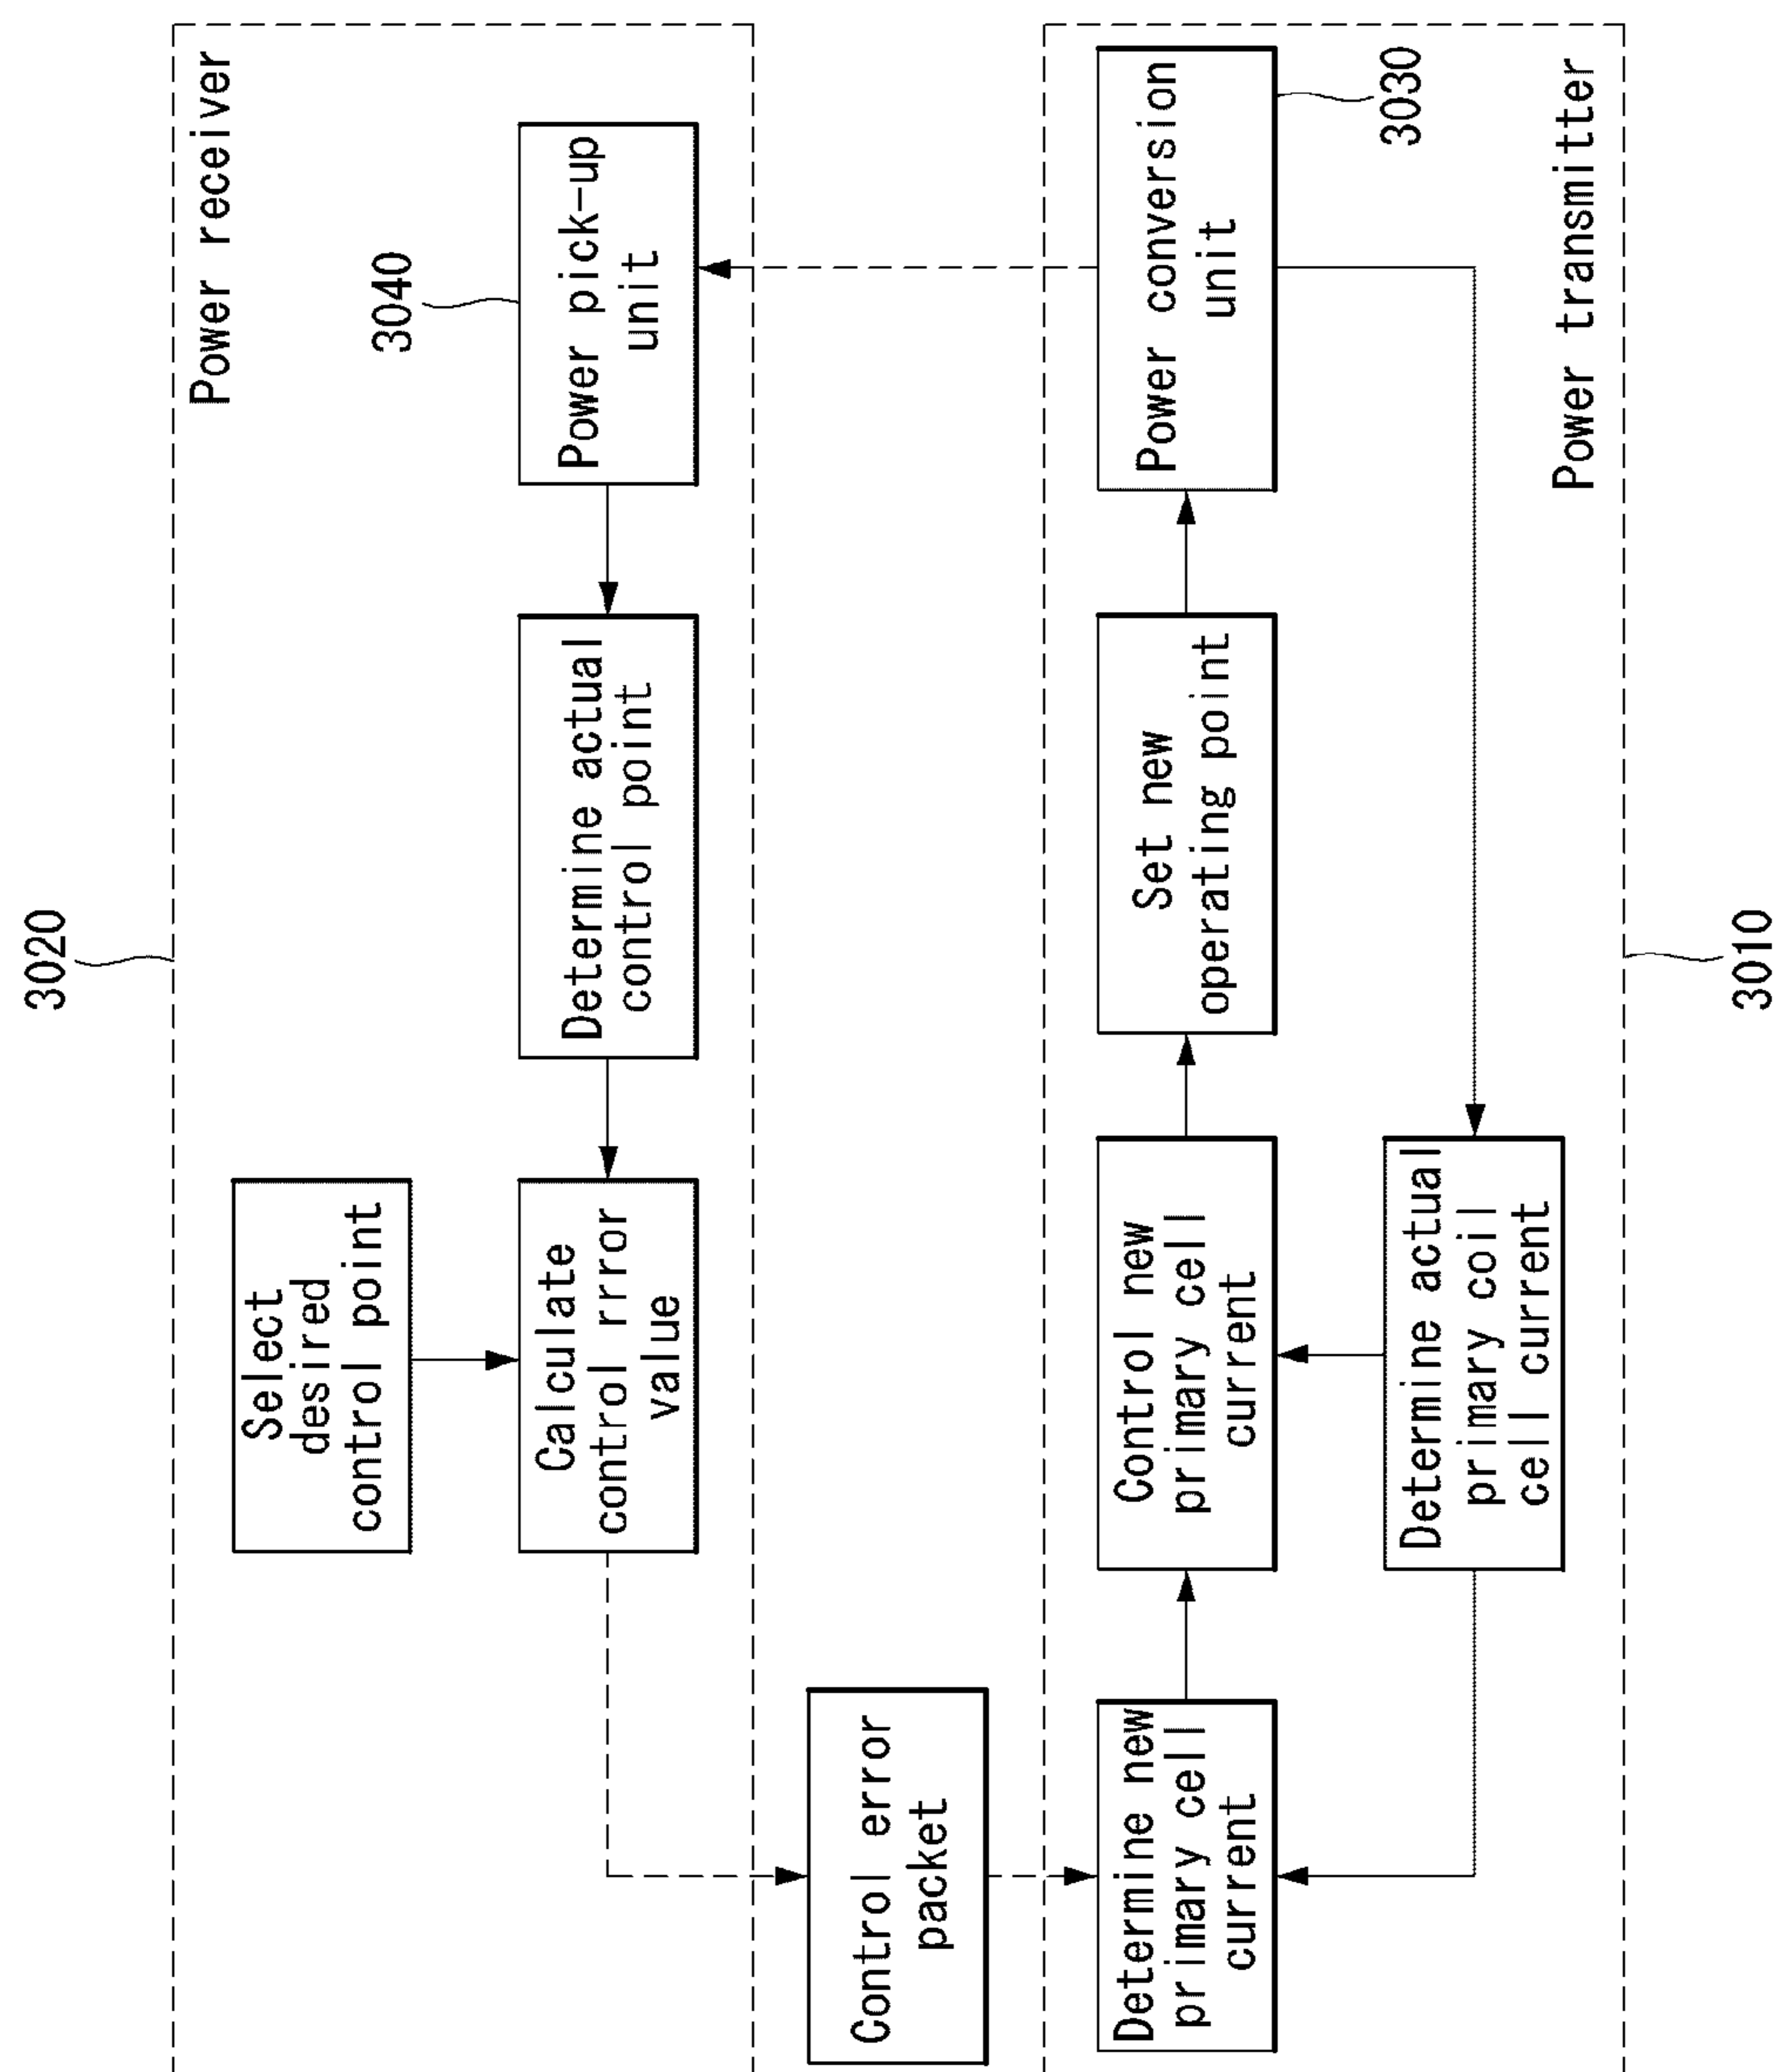 3020
Power receiver
Select
desired
control point
3040
Calculate
control rrror
value
Determine actual
control point
Power pick-up
unit
Control error
packet
Determine new
primary cell
current
Control new
primary cell
current
Set new
operating point
Power conversion
unit
3030
Determine actual
primary coil
cell current
Power transmitter
3010